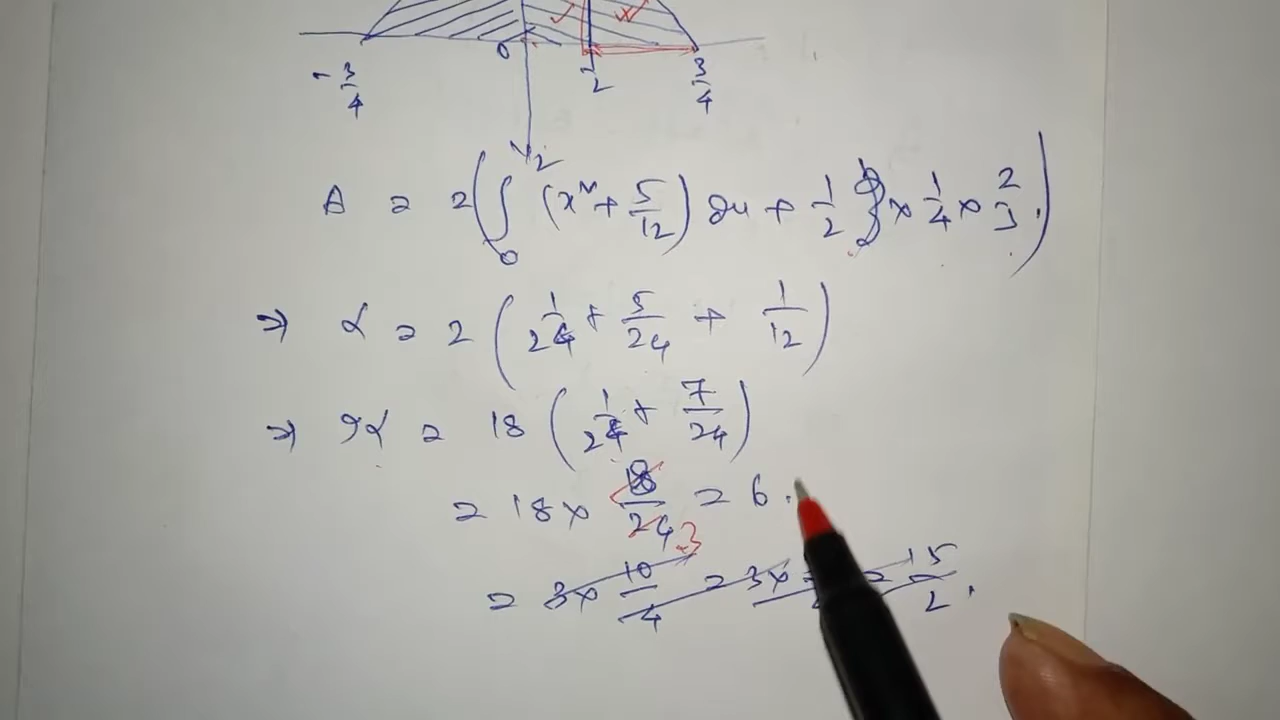 0
- 3/4 1/2 3/4
A = 2(∫₀^{1/2} (x² + 5/12) dx + 1/2 × 1/4 × 2/3.)
⇒ α = 2(1/24 + 5/24 + 1/12)
⇒ 9α = 18(1/24 + 7/24)
= 18 × 8/24 = 6.
3
= 3 × 10/4 = 3 × = 15/2.